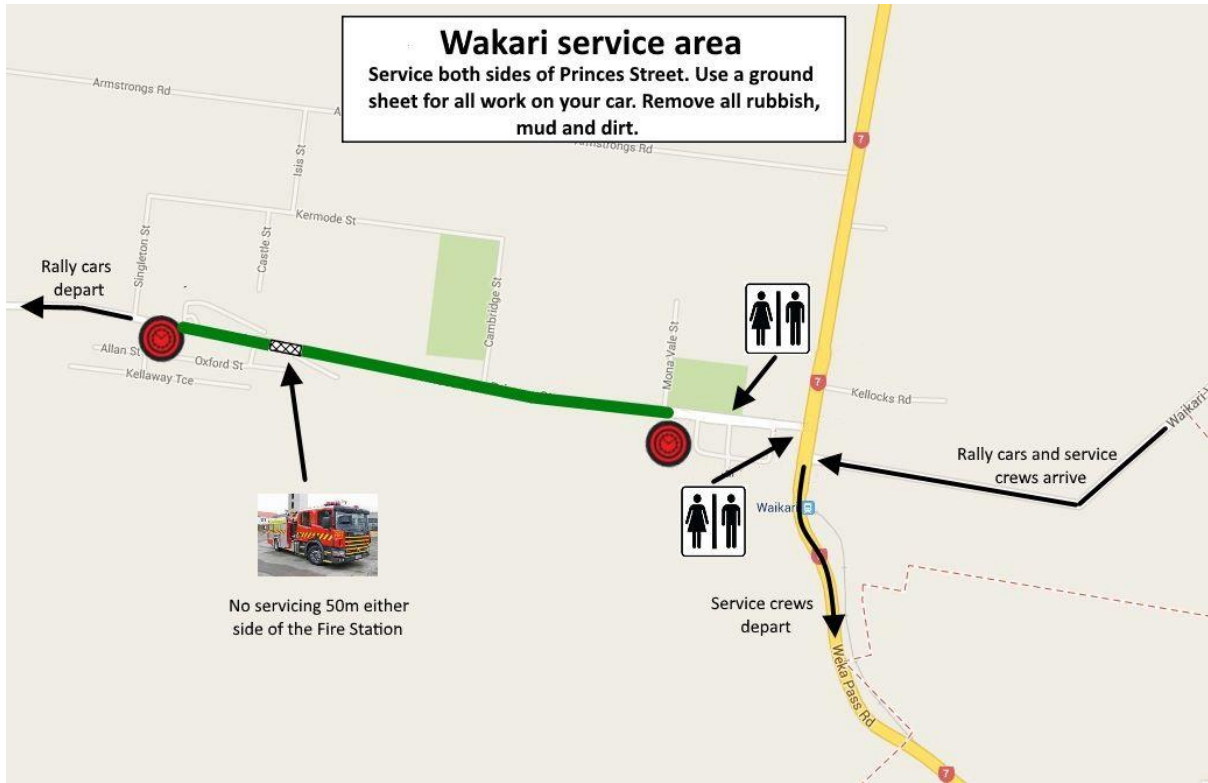 Wakari service area
Service both sides of Princes Street. Use a ground
sheet for all work on your car. Remove all rubbish,
mud and dirt.
Armstrongs Rd
A
Armstrongs Rd
7
Isis St
Kermode St
Singleton St
Castle St
Cambridge St
Rally cars
depart
Mona Vale St
Allan St
Oxford St
Kellaway Tce
7
Kellocks Rd
Waikari
Rally cars and service
crews arrive
Waikari
No servicing 50m either
side of the Fire Station
Service crews
depart
Weka Pass Rd
7